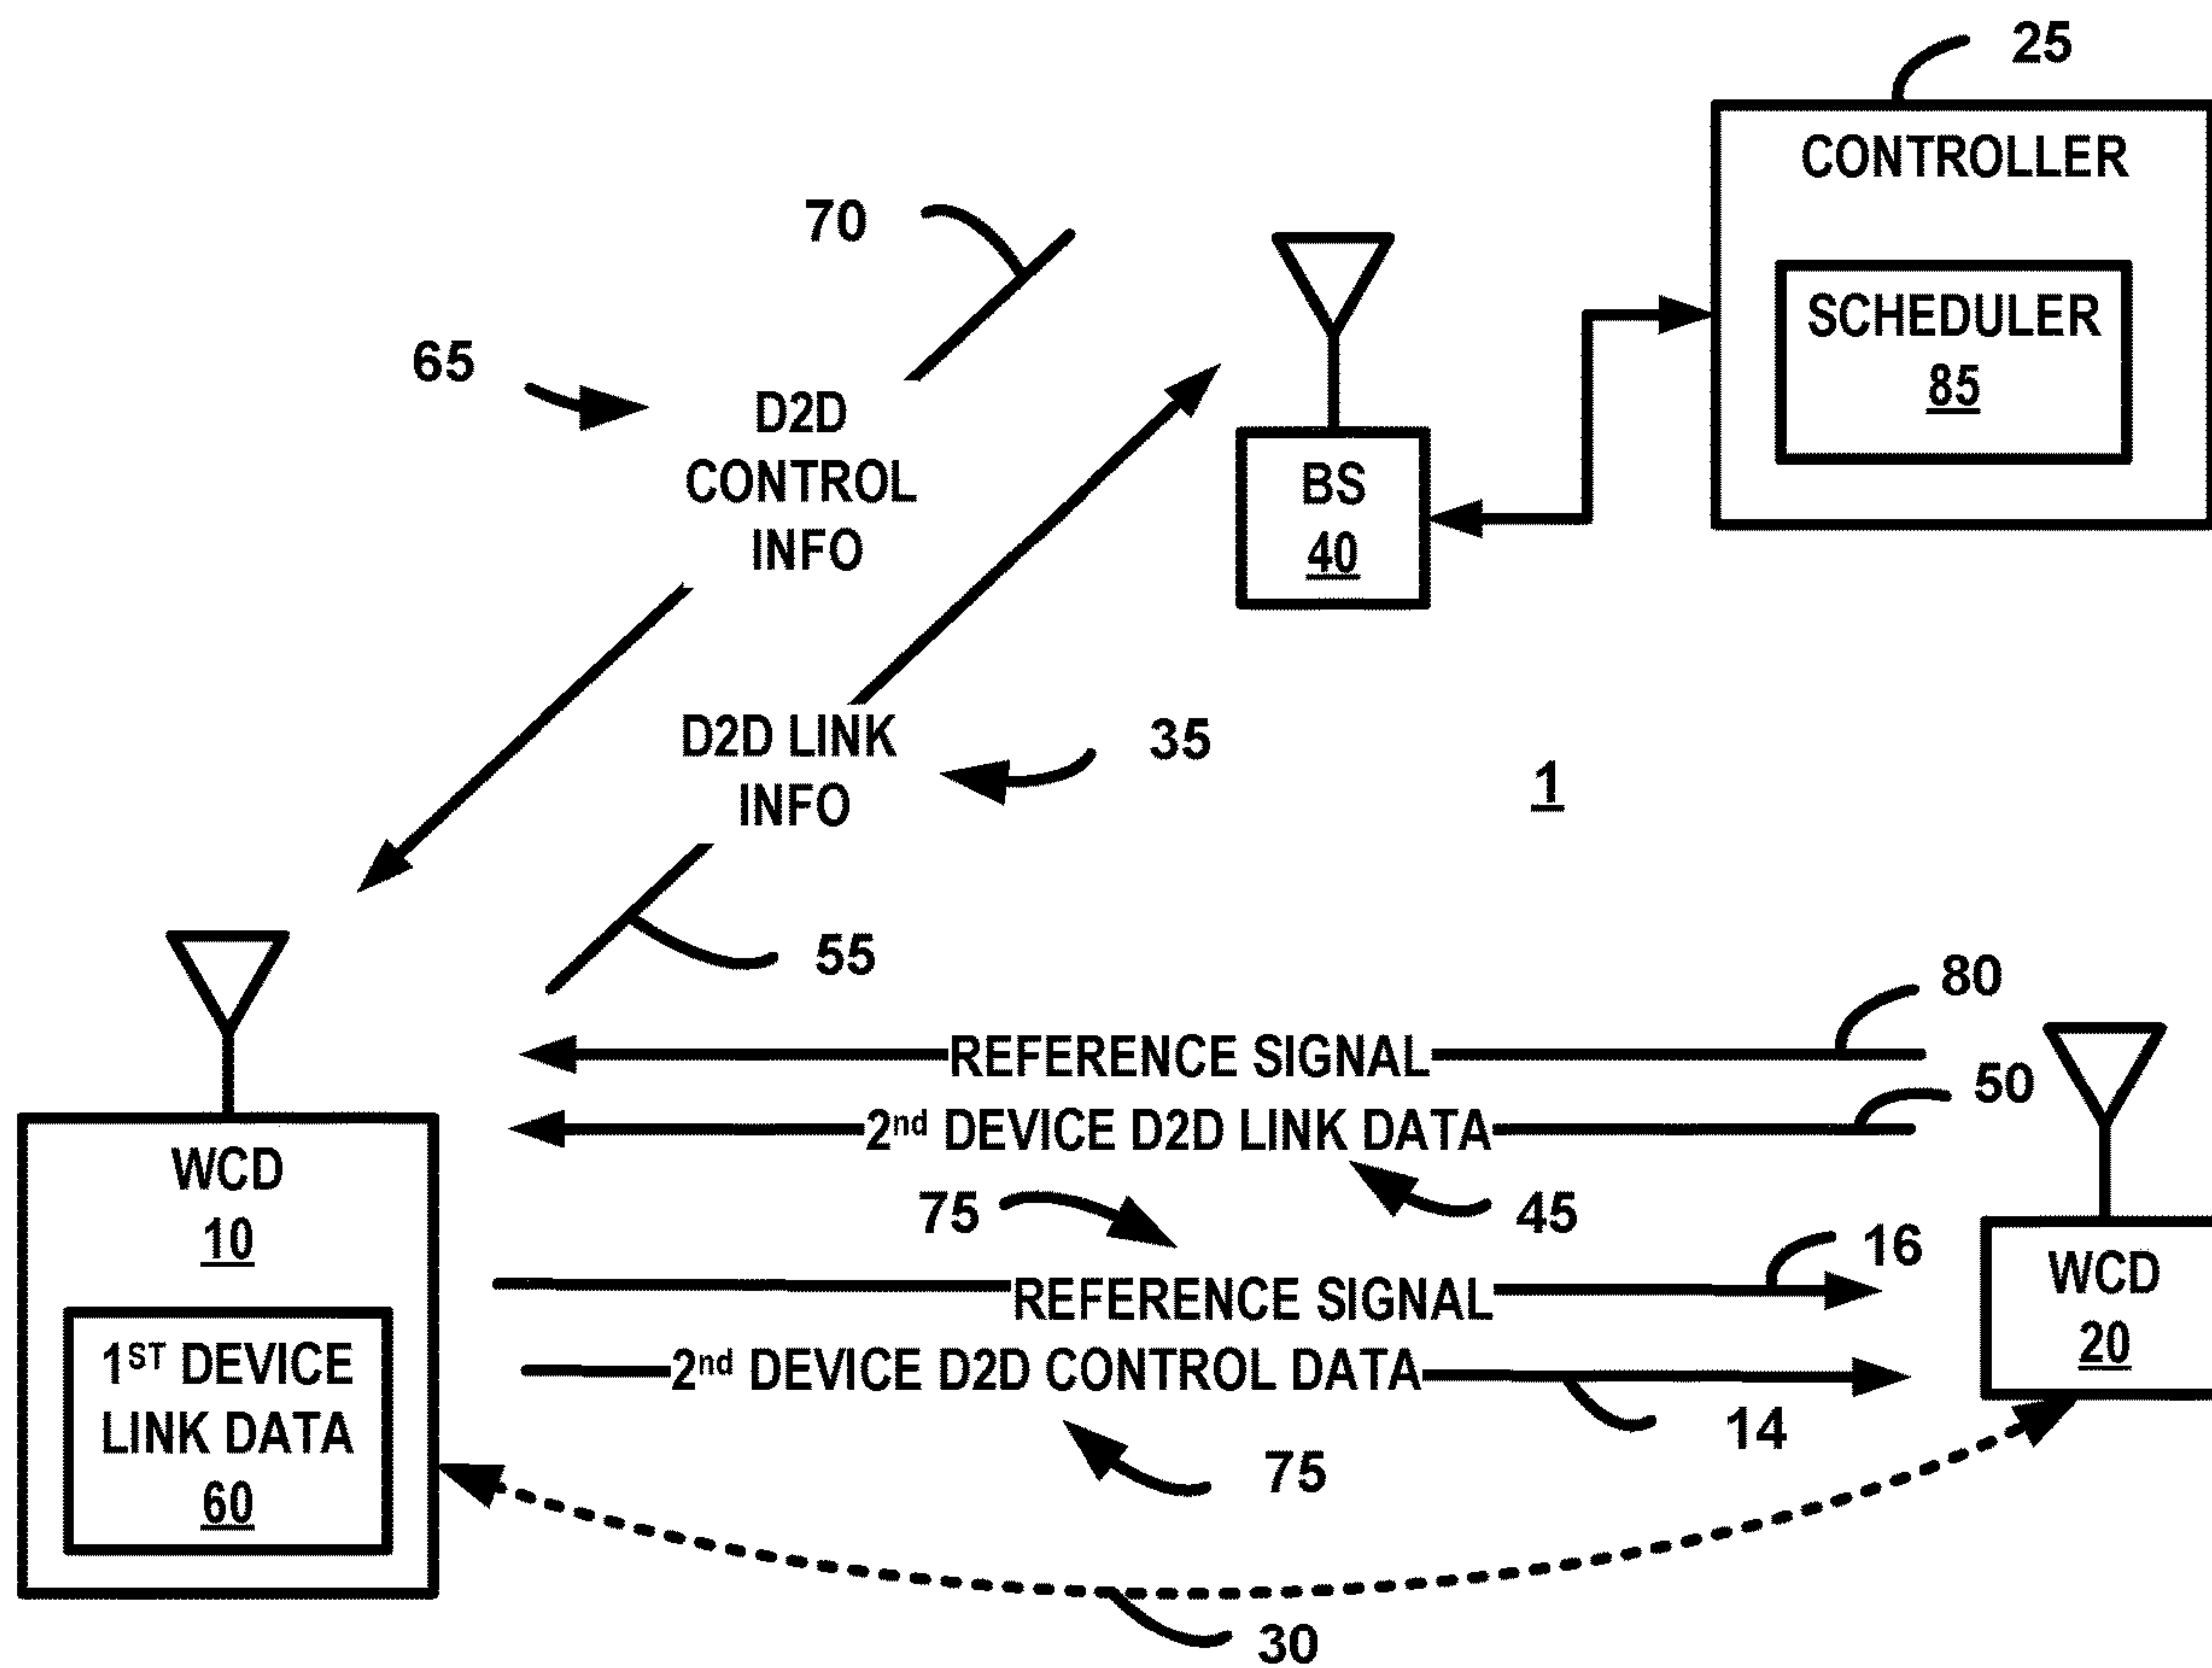 25
CONTROLLER
SCHEDULER
85
70
65
D2D
CONTROL
INFO
BS
40
D2D LINK
INFO
35
1
55
80
REFERENCE SIGNAL
50
2nd DEVICE D2D LINK DATA
75
45
16
REFERENCE SIGNAL
2nd DEVICE D2D CONTROL DATA
14
75
WCD
10
1ST DEVICE
LINK DATA
60
WCD
20
30